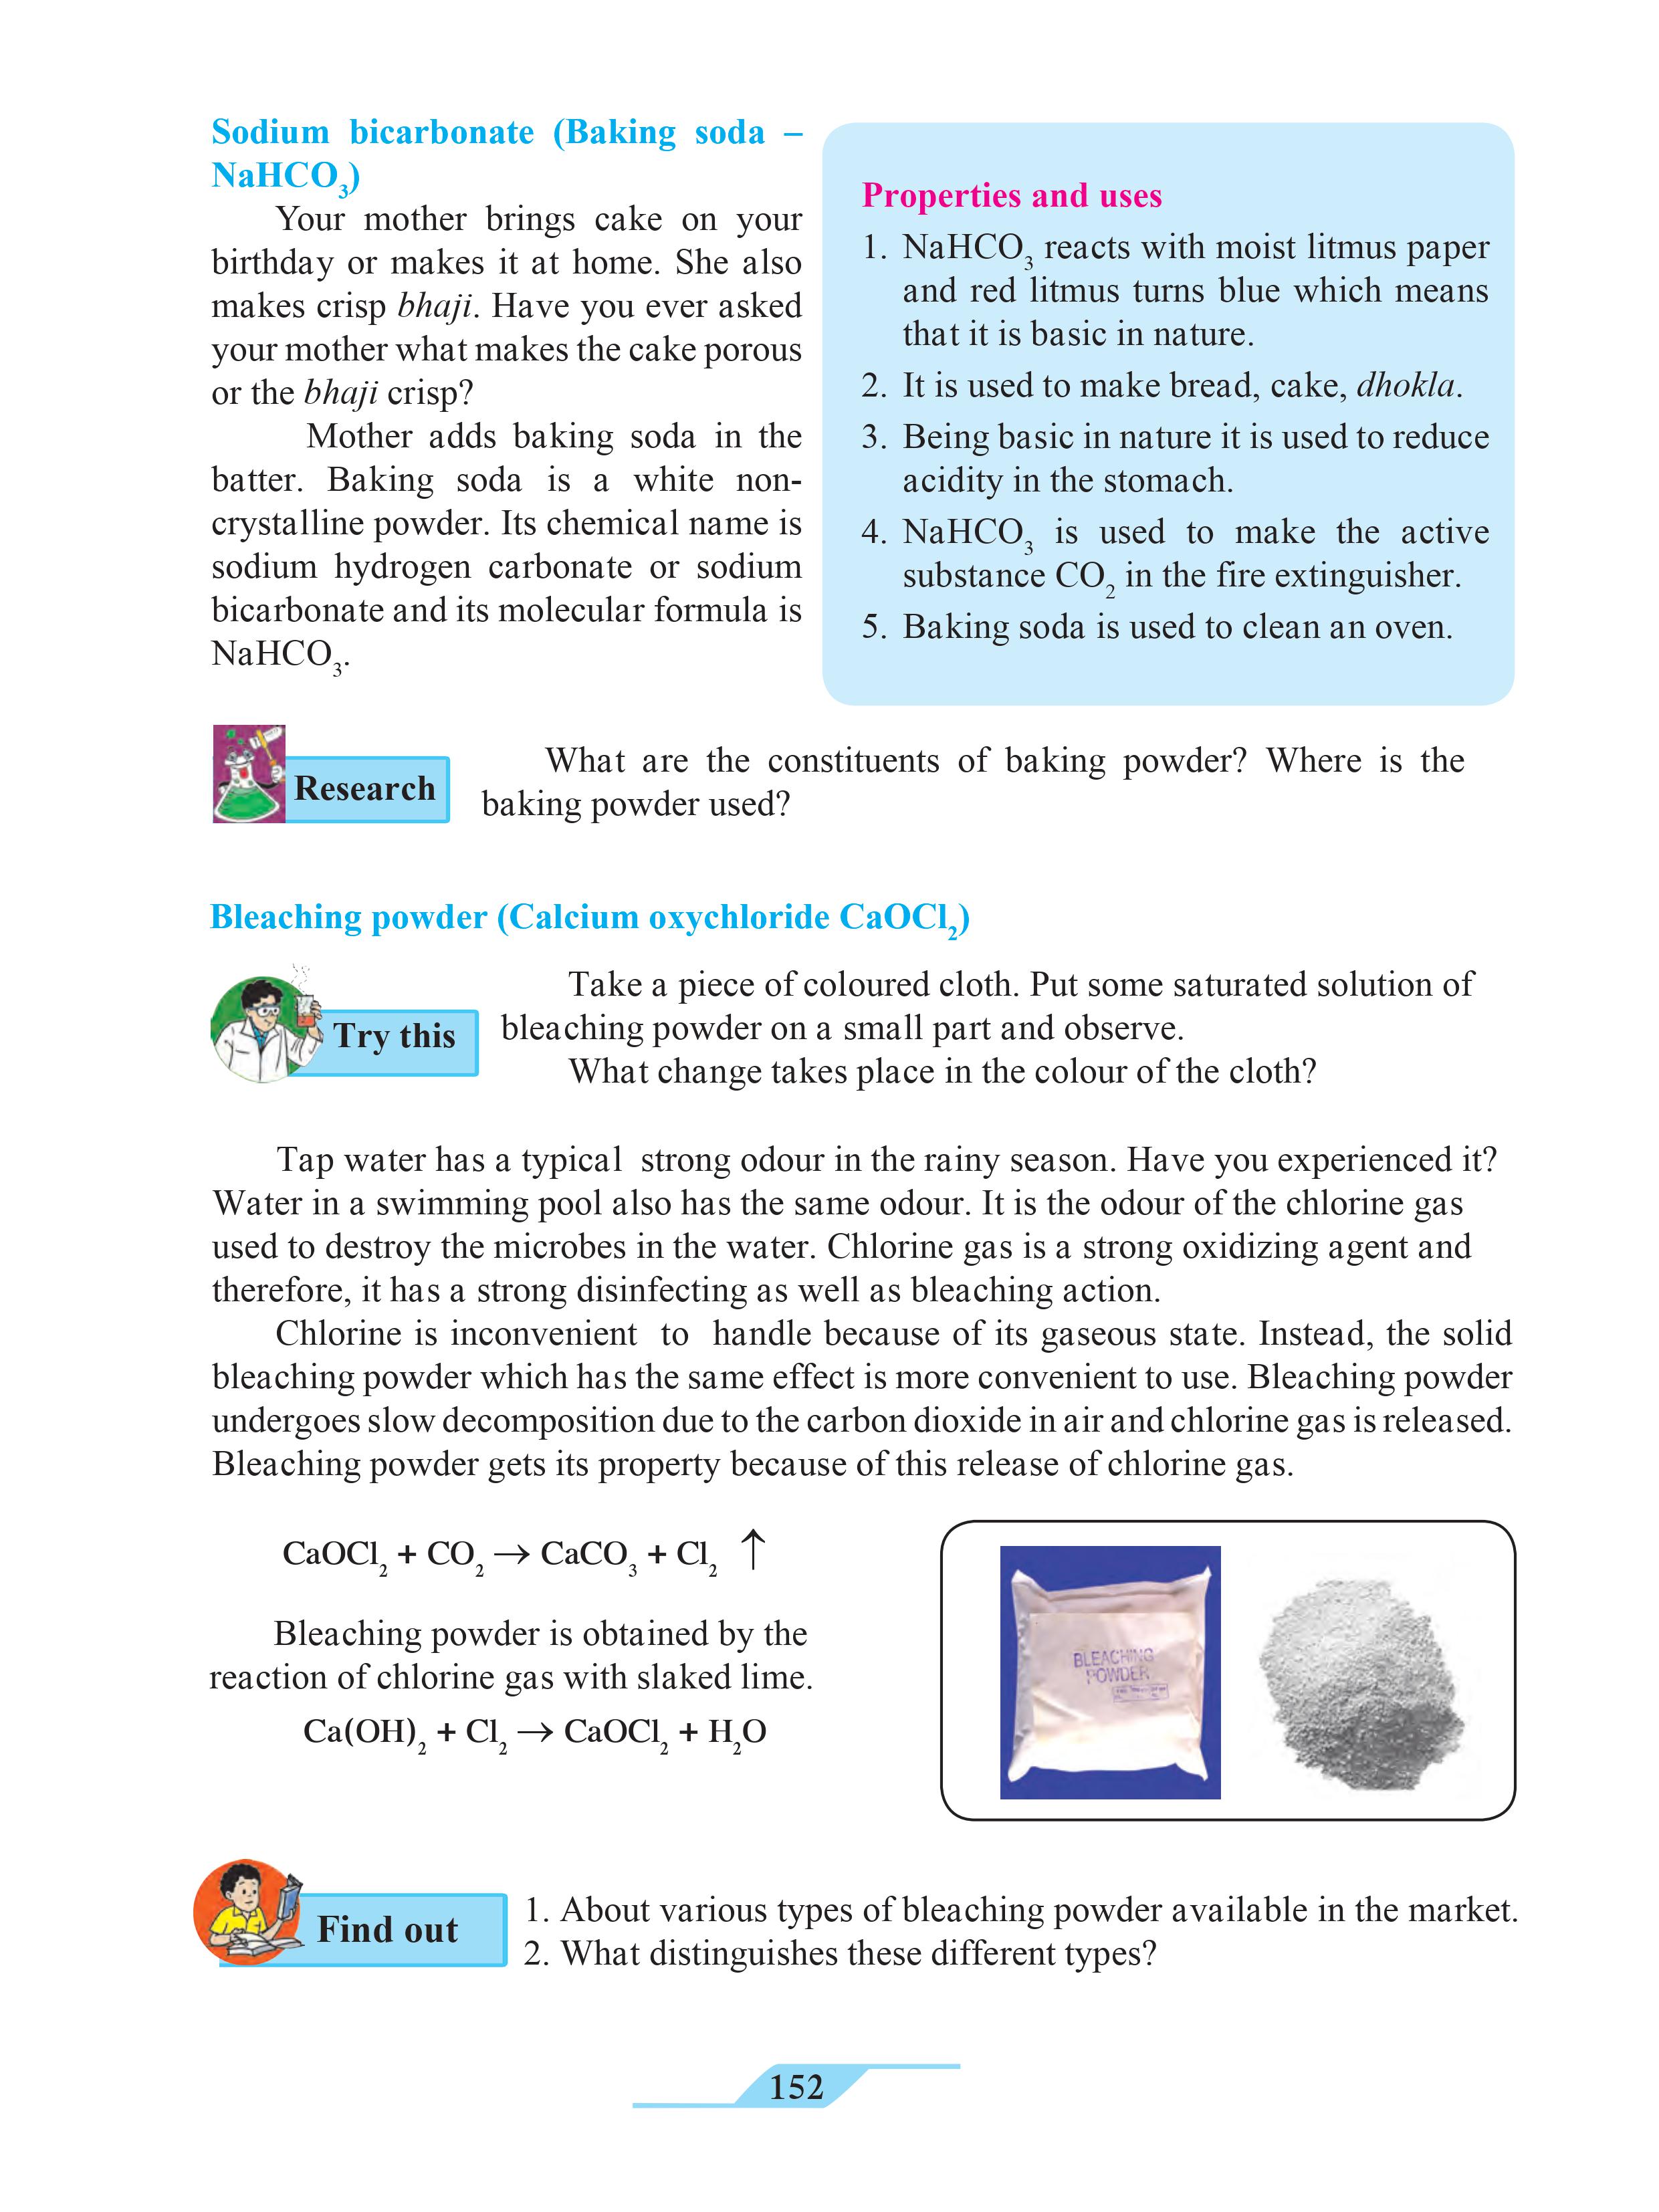 Sodium bicarbonate (Baking soda –
NaHCO₃)
Your mother brings cake on your
birthday or makes it at home. She also
makes crisp bhaji. Have you ever asked
your mother what makes the cake porous
or the bhaji crisp?
Mother adds baking soda in the
batter. Baking soda is a white non-
crystalline powder. Its chemical name is
sodium hydrogen carbonate or sodium
bicarbonate and its molecular formula is
NaHCO₃.
Properties and uses
1. NaHCO₃ reacts with moist litmus paper
and red litmus turns blue which means
that it is basic in nature.
2. It is used to make bread, cake, dhokla.
3. Being basic in nature it is used to reduce
acidity in the stomach.
4. NaHCO₃ is used to make the active
substance CO₂ in the fire extinguisher.
5. Baking soda is used to clean an oven.
Research
What are the constituents of baking powder? Where is the
baking powder used?
Bleaching powder (Calcium oxychloride CaOCl₂)
Try this
Take a piece of coloured cloth. Put some saturated solution of
bleaching powder on a small part and observe.
What change takes place in the colour of the cloth?
Tap water has a typical strong odour in the rainy season. Have you experienced it?
Water in a swimming pool also has the same odour. It is the odour of the chlorine gas
used to destroy the microbes in the water. Chlorine gas is a strong oxidizing agent and
therefore, it has a strong disinfecting as well as bleaching action.
Chlorine is inconvenient to handle because of its gaseous state. Instead, the solid
bleaching powder which has the same effect is more convenient to use. Bleaching powder
undergoes slow decomposition due to the carbon dioxide in air and chlorine gas is released.
Bleaching powder gets its property because of this release of chlorine gas.
CaOCl₂ + CO₂ → CaCO₃ + Cl₂ ↑
Bleaching powder is obtained by the
reaction of chlorine gas with slaked lime.
Ca(OH)₂ + Cl₂ → CaOCl₂ + H₂O
BLEACHING
POWDER
Find out
1. About various types of bleaching powder available in the market.
2. What distinguishes these different types?
152